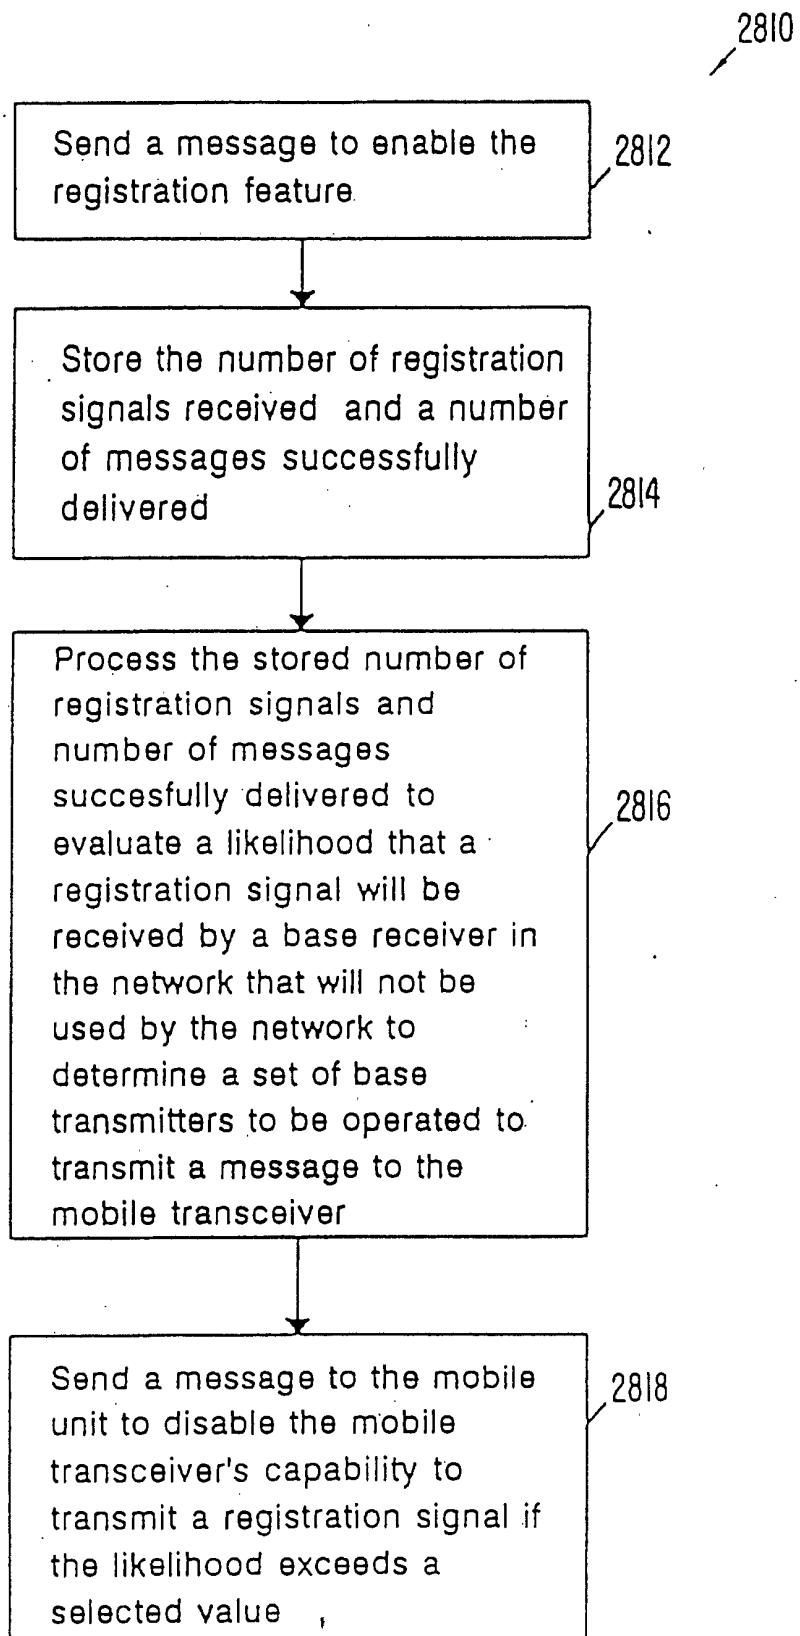 2810
Send a message to enable the
registration feature
2812
Store the number of registration
signals received and a number
of messages successfully
delivered
2814
Process the stored number of
registration signals and
number of messages
succesfully delivered to
evaluate a likelihood that a
registration signal will be
received by a base receiver in
the network that will not be
used by the network to
determine a set of base
transmitters to be operated to
transmit a message to the
mobile transceiver
2816
Send a message to the mobile
unit to disable the mobile
transceiver's capability to
transmit a registration signal if
the likelihood exceeds a
selected value
2818